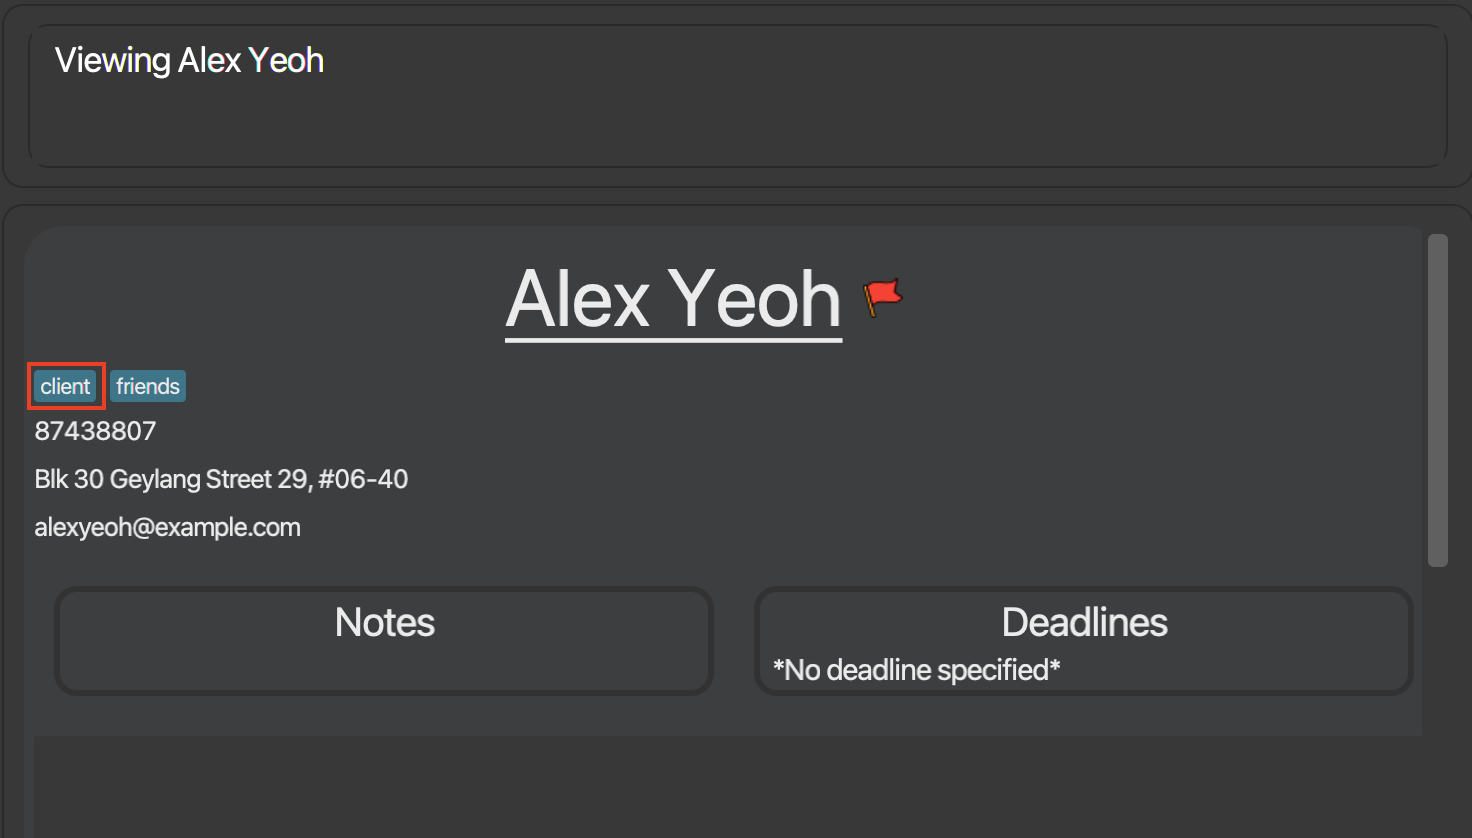 Viewing Alex Yeoh
Alex Yeoh
client friends
87438807
Blk 30 Geylang Street 29, #06-40
alexyeoh@example.com
Notes
Deadlines
*No deadline specified*